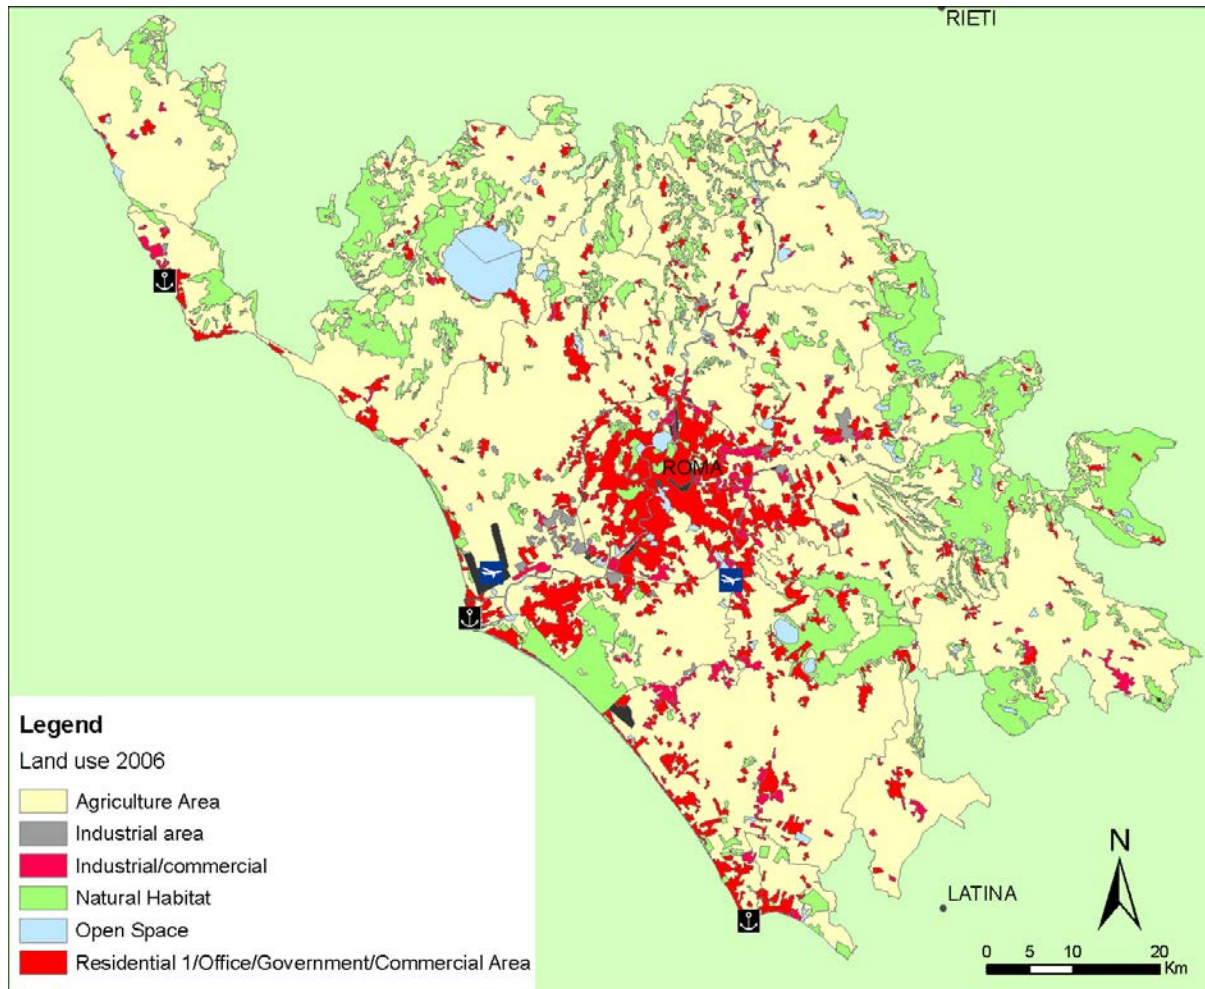 RIETI
ROMA
LATINA
Legend
Land use 2006
Agriculture Area
Industrial area
Industrial/commercial
Natural Habitat
Open Space
Residential 1/Office/Government/Commercial Area
N
0 5 10 20
Km